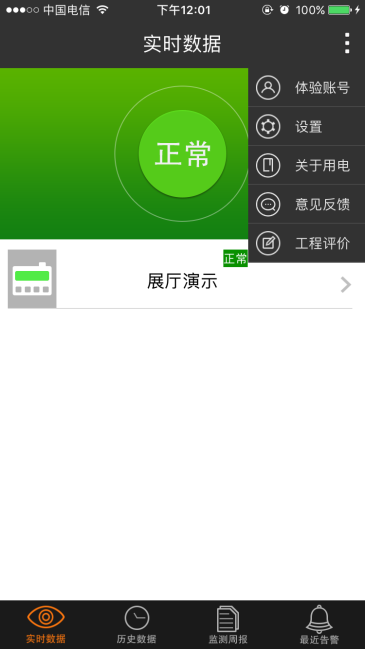 中国电信 下午12:01 100%
实时数据
体验账号
设置
关于用电
意见反馈
工程评价
正常
正常
展厅演示
实时数据 历史数据 监测周报 最近告警